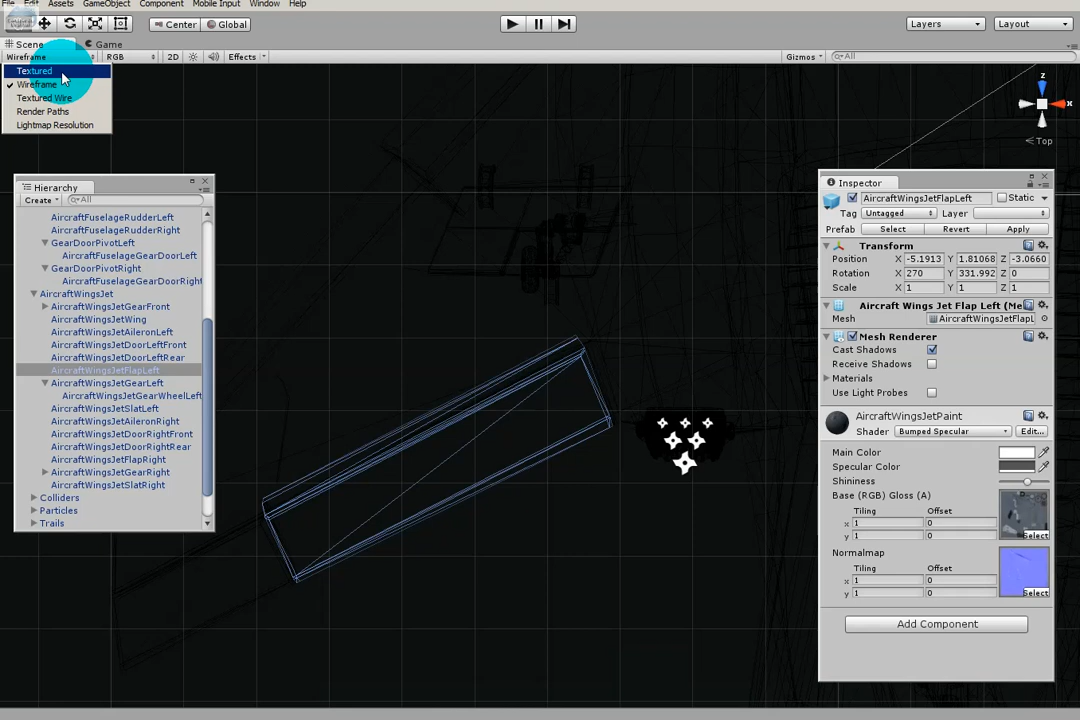 File Edit Assets GameObject Component Mobile Input Window Help
Center Global Layers Layout
Scene Game
Wireframe RGB 2D Effects Gizmos All
Textured
Wireframe
Textured Wire
Render Paths
Lightmap Resolution
z
x
Top
Hierarchy
Create All
AircraftFuselageRudderLeft
AircraftFuselageRudderRight
GearDoorPivotLeft
AircraftFuselageGearDoorLeft
GearDoorPivotRight
AircraftFuselageGearDoorRight
AircraftWingsJet
AircraftWingsJetGearFront
AircraftWingsJetWing
AircraftWingsJetAileronLeft
AircraftWingsJetDoorLeftFront
AircraftWingsJetDoorLeftRear
AircraftWingsJetFlapLeft
AircraftWingsJetGearLeft
AircraftWingsJetGearWheelLeft
AircraftWingsJetSlatLeft
AircraftWingsJetAileronRight
AircraftWingsJetDoorRightFront
AircraftWingsJetDoorRightRear
AircraftWingsJetFlapRight
AircraftWingsJetGearRight
AircraftWingsJetSlatRight
Colliders
Particles
Trails
Inspector
AircraftWingsJetFlapLeft Static
Tag Untagged Layer
Prefab Select Revert Apply
Transform
Position X -5.1913 Y 1.81068 Z -3.0660
Rotation X 270 Y 331.992 Z 0
Scale X 1 Y 1 Z 1
Aircraft Wings Jet Flap Left (Me
Mesh AircraftWingsJetFlapL
Mesh Renderer
Cast Shadows
Receive Shadows
Materials
Use Light Probes
AircraftWingsJetPaint
Shader Bumped Specular Edit...
Main Color
Specular Color
Shininess
Base (RGB) Gloss (A)
Tiling Offset
x 1 0
y 1 0
Select
Normalmap
Tiling Offset
x 1 0
y 1 0
Select
Add Component